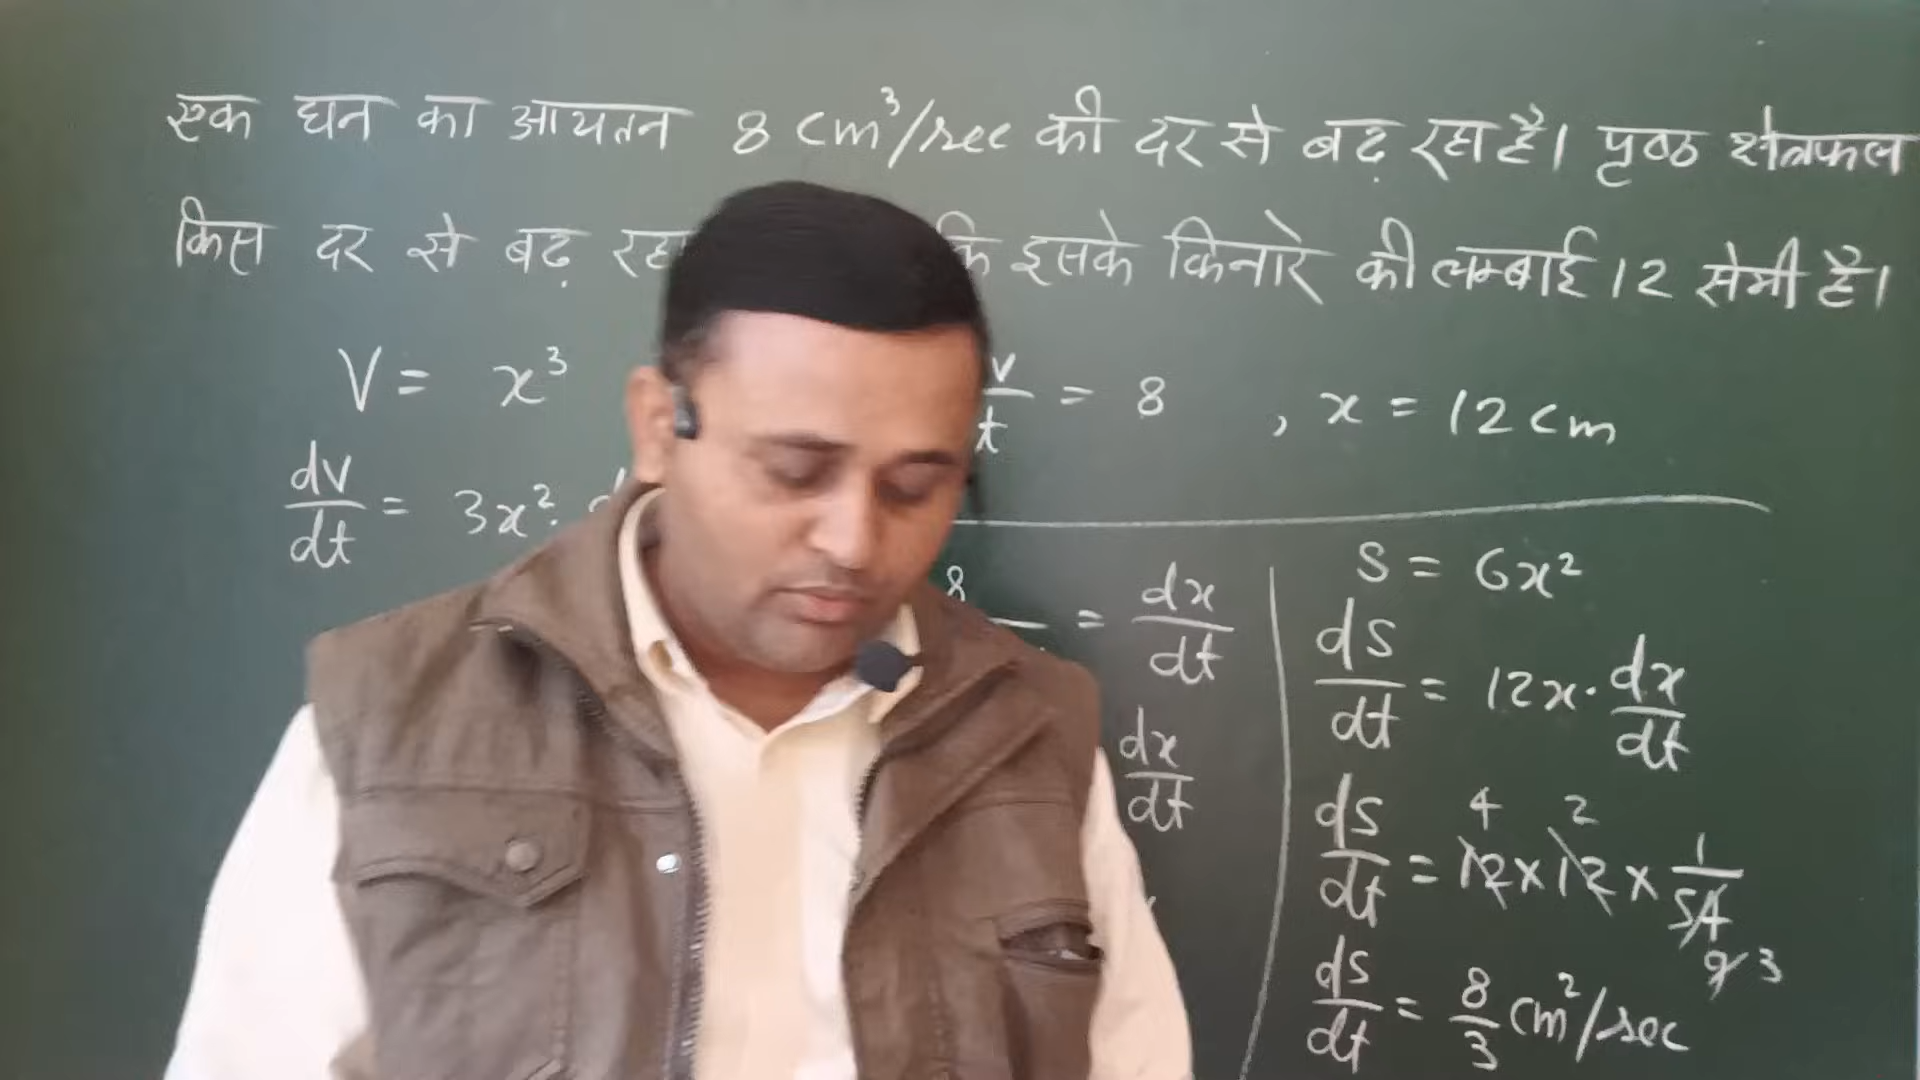 एक घन का आयतन 8 cm³/sec की दर से बढ़ रहा है। पृष्ठ क्षेत्रफल
किस दर से बढ़ रहा कि इसके किनारे की लम्बाई 12 सेमी है।
V = x³
= 8 , x = 12 cm
dv/dt = 3x².
8 = dx/dt
dx/dt
S = 6x²
ds/dt = 12x. dx/dt
4 2
ds/dt = 12 × 12 × 1/54
9 3
ds/dt = 8/3 cm²/sec